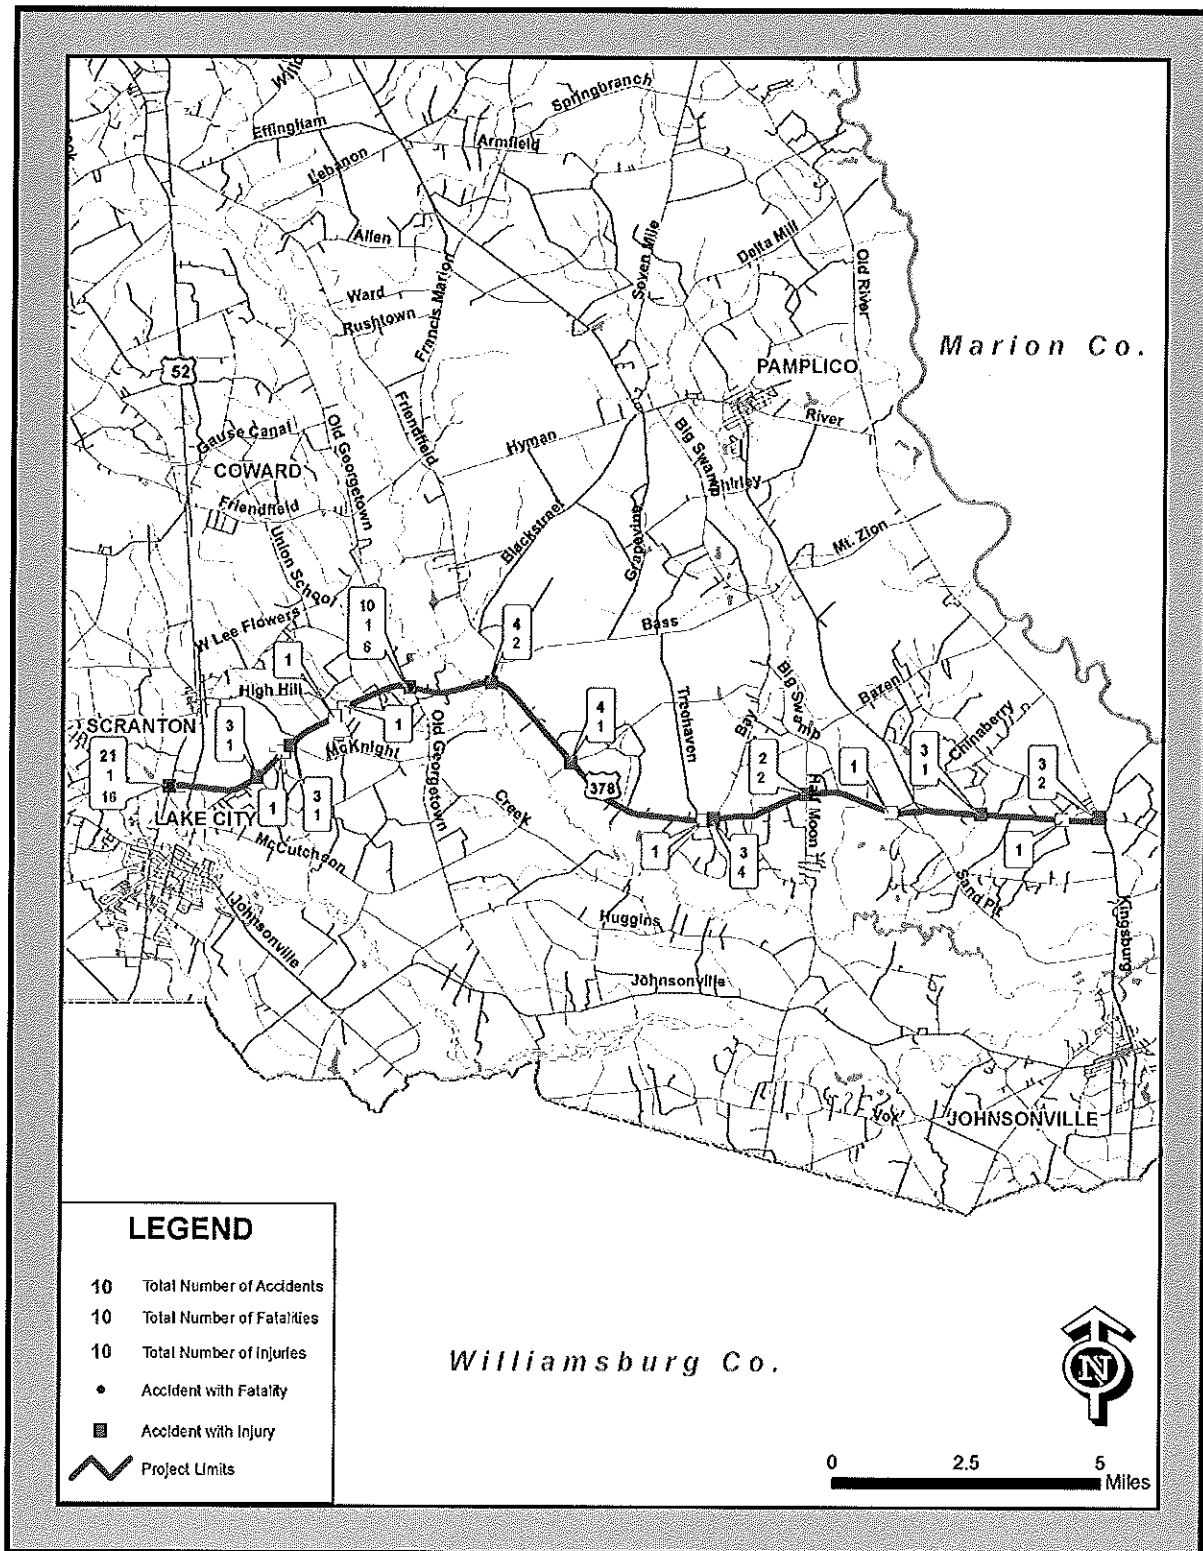 Effingham
Lebanon
Armfield
Springbranch
Allen
Ward
Rushtown
Francis Marion
Seven Mile
Delta Mill
Old River
Marion Co.
52
PAMPLICO
River
Gause Canal
COWARD
Friendfield
Old Georgetown
Friendfield
Hyman
Big Swamp
Shirley
Blackstraet
Grapevine
Mt. Zion
Union School
W Lee Flowers
10
1
6
4
2
Bass
1
High Hill
SCRANTON
3
1
McKnight
1
Old Georgetown
4
1
378
Treehaven
Bay
Big Swamp
Bazen
Chinaberry
2
2
1
3
1
3
2
21
1
16
LAKE CITY
1
3
1
McCutcheon
Creek
1
3
4
Half Moon
1
Sand Pit
Kingsburg
Johnsonville
Huggins
Johnsonville
Vox
JOHNSONVILLE
LEGEND
10 Total Number of Accidents
10 Total Number of Fatalities
10 Total Number of Injuries
Accident with Fatality
Accident with Injury
Project Limits
Williamsburg Co.
N
0 2.5 5
Miles